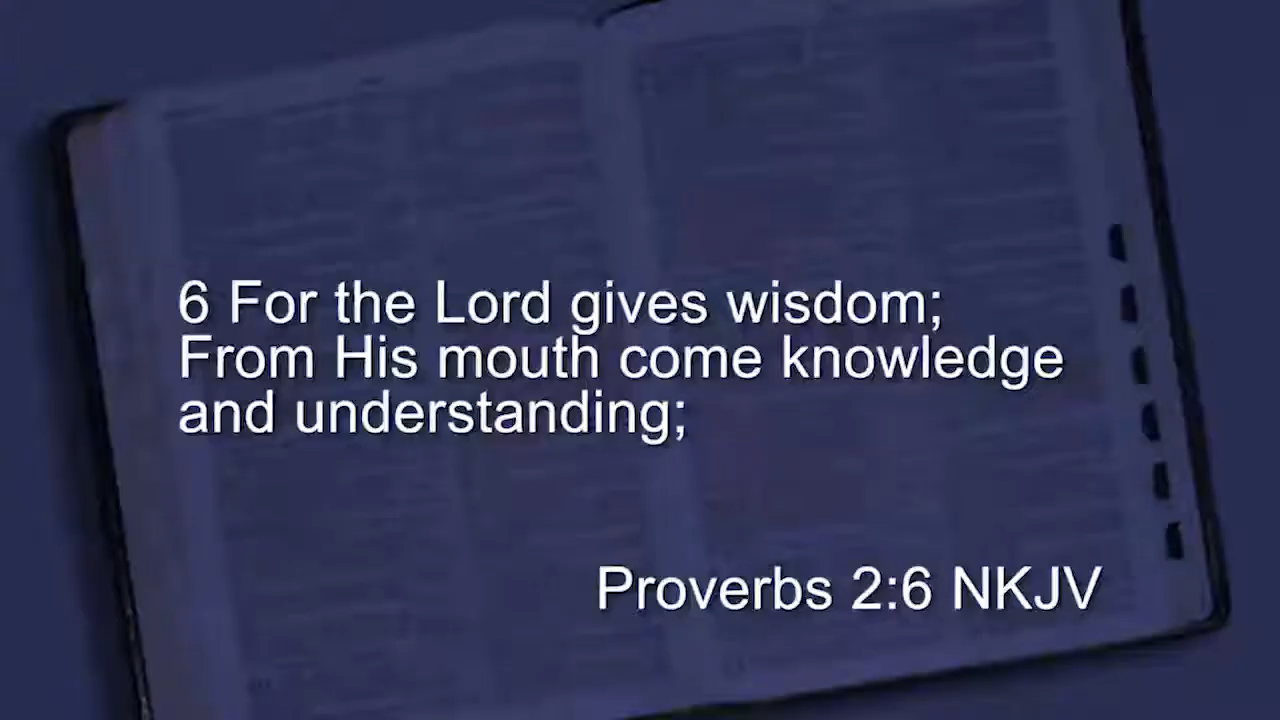 6 For the Lord gives wisdom;
From His mouth come knowledge
and understanding;
Proverbs 2:6 NKJV